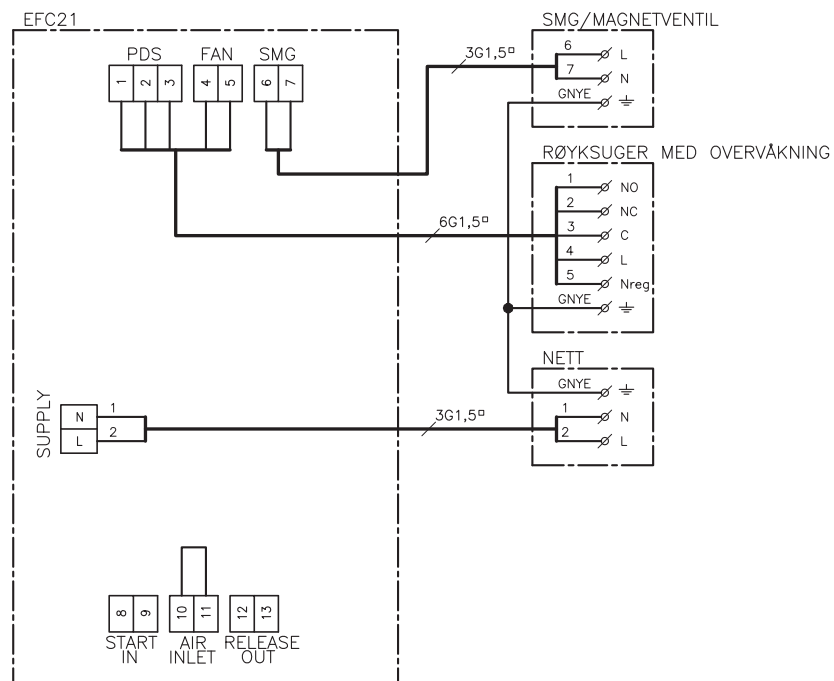 EFC21
SMG/MAGNETVENTIL
PDS FAN SMG
1 2 3 4 5 6 7
3G1,5□
6 L
7 N
GNYE
RØYKSUGER MED OVERVÅKNING
6G1,5□
1 NO
2 NC
3 C
4 L
5 Nreg
GNYE
NETT
GNYE
SUPPLY
N 1
L 2
3G1,5□
1 N
2 L
8 9 10 11 12 13
START IN
AIR INLET
RELEASE OUT